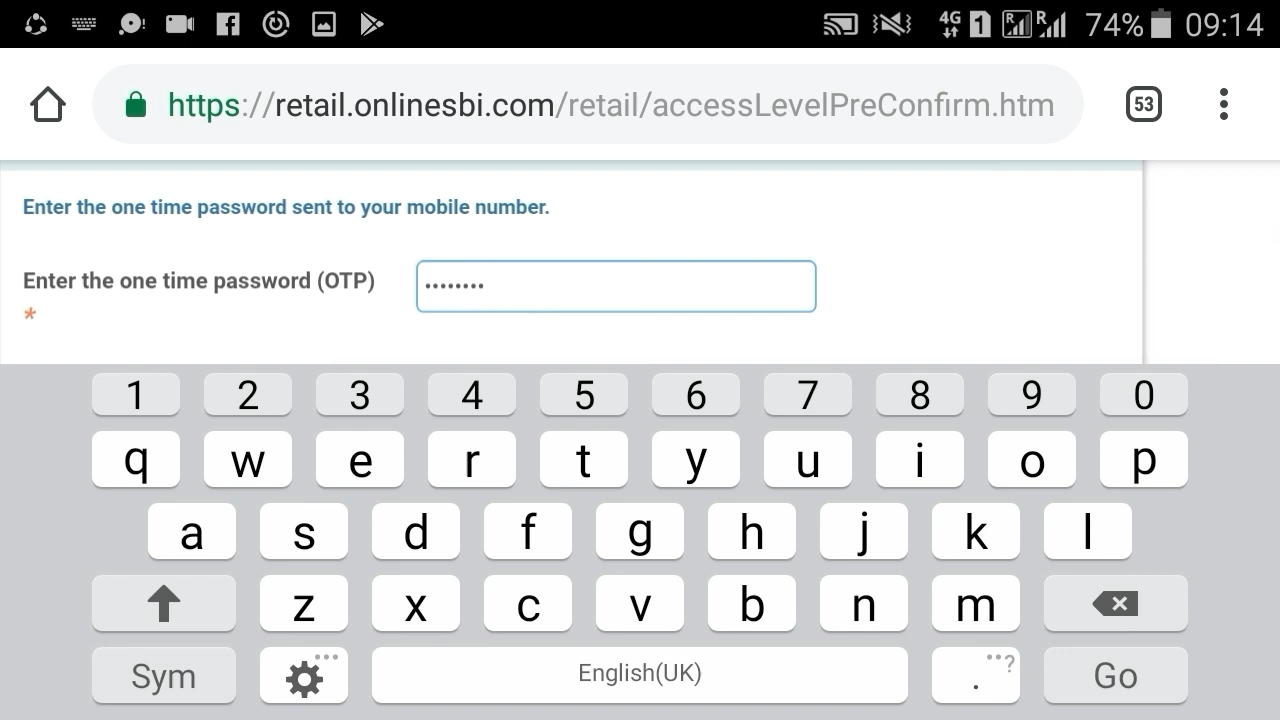 4G 1 R R 74% 09:14
https://retail.onlinesbi.com/retail/accessLevelPreConfirm.htm 53
Enter the one time password sent to your mobile number.
Enter the one time password (OTP) ••••••••
*
1 2 3 4 5 6 7 8 9 0
q w e r t y u i o p
a s d f g h j k l
z x c v b n m
Sym English(UK) . ...? Go